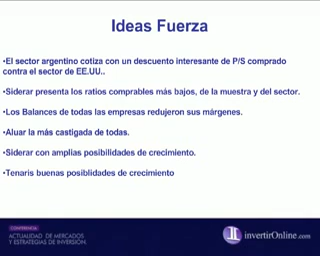 Ideas Fuerza
•El sector argentino cotiza con un descuento interesante de P/S comprado
contra el sector de EE.UU..
•Siderar presenta los ratios comprables más bajos, de la muestra y del sector.
•Los Balances de todas las empresas redujeron sus márgenes.
•Aluar la más castigada de todas.
•Siderar con amplias posibilidades de crecimiento.
•Tenaris buenas posiblidades de crecimiento
CONFERENCIA
ACTUALIDAD DE MERCADOS
Y ESTRATEGIAS DE INVERSIÓN.
invertirOnline.com